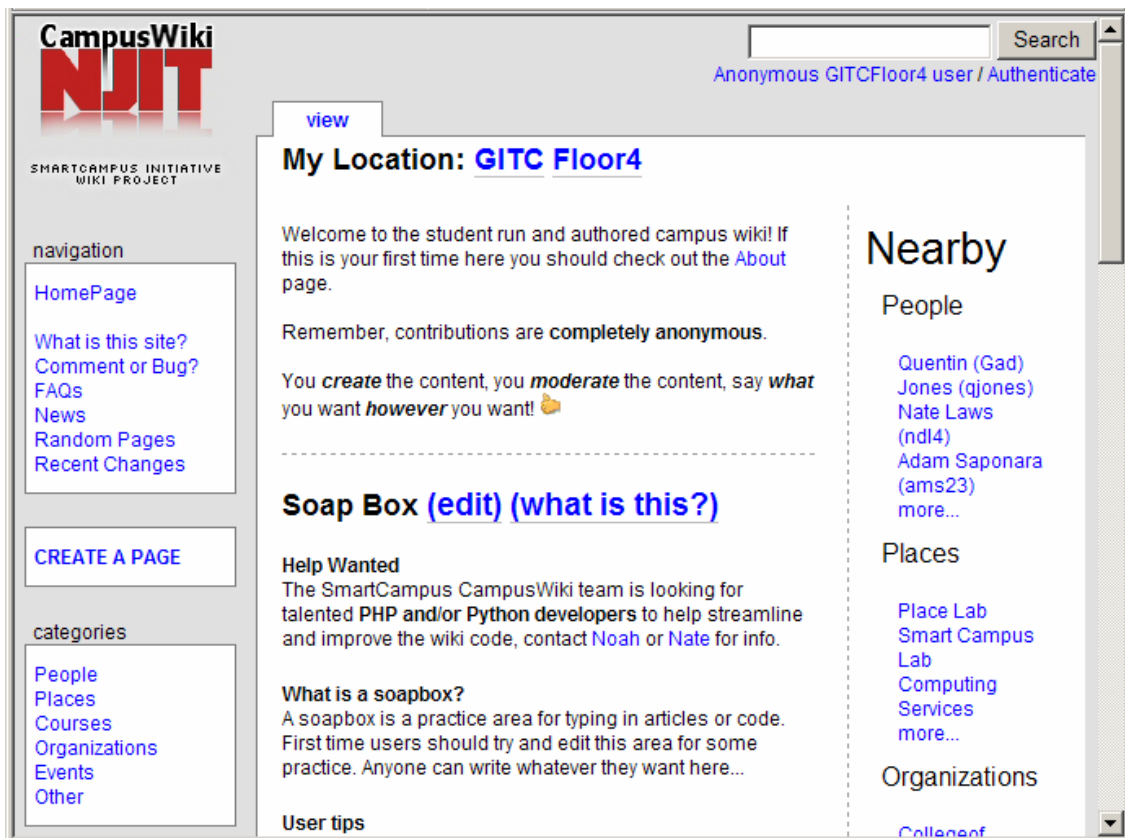 CampusWiki
NJIT
SMARTCAMPUS INITIATIVE
WIKI PROJECT
Search
Anonymous GITCFloor4 user / Authenticate
navigation
HomePage
What is this site?
Comment or Bug?
FAQs
News
Random Pages
Recent Changes
CREATE A PAGE
categories
People
Places
Courses
Organizations
Events
Other
view
My Location: GITC Floor4
Welcome to the student run and authored campus wiki! If
this is your first time here you should check out the About
page.
Remember, contributions are completely anonymous.
You create the content, you moderate the content, say what
you want however you want!
Soap Box (edit) (what is this?)
Help Wanted
The SmartCampus CampusWiki team is looking for
talented PHP and/or Python developers to help streamline
and improve the wiki code, contact Noah or Nate for info.
What is a soapbox?
A soapbox is a practice area for typing in articles or code.
First time users should try and edit this area for some
practice. Anyone can write whatever they want here...
User tips
Nearby
People
Quentin (Gad)
Jones (qjones)
Nate Laws
(ndl4)
Adam Saponara
(ams23)
more...
Places
Place Lab
Smart Campus
Lab
Computing
Services
more...
Organizations
Collegeof